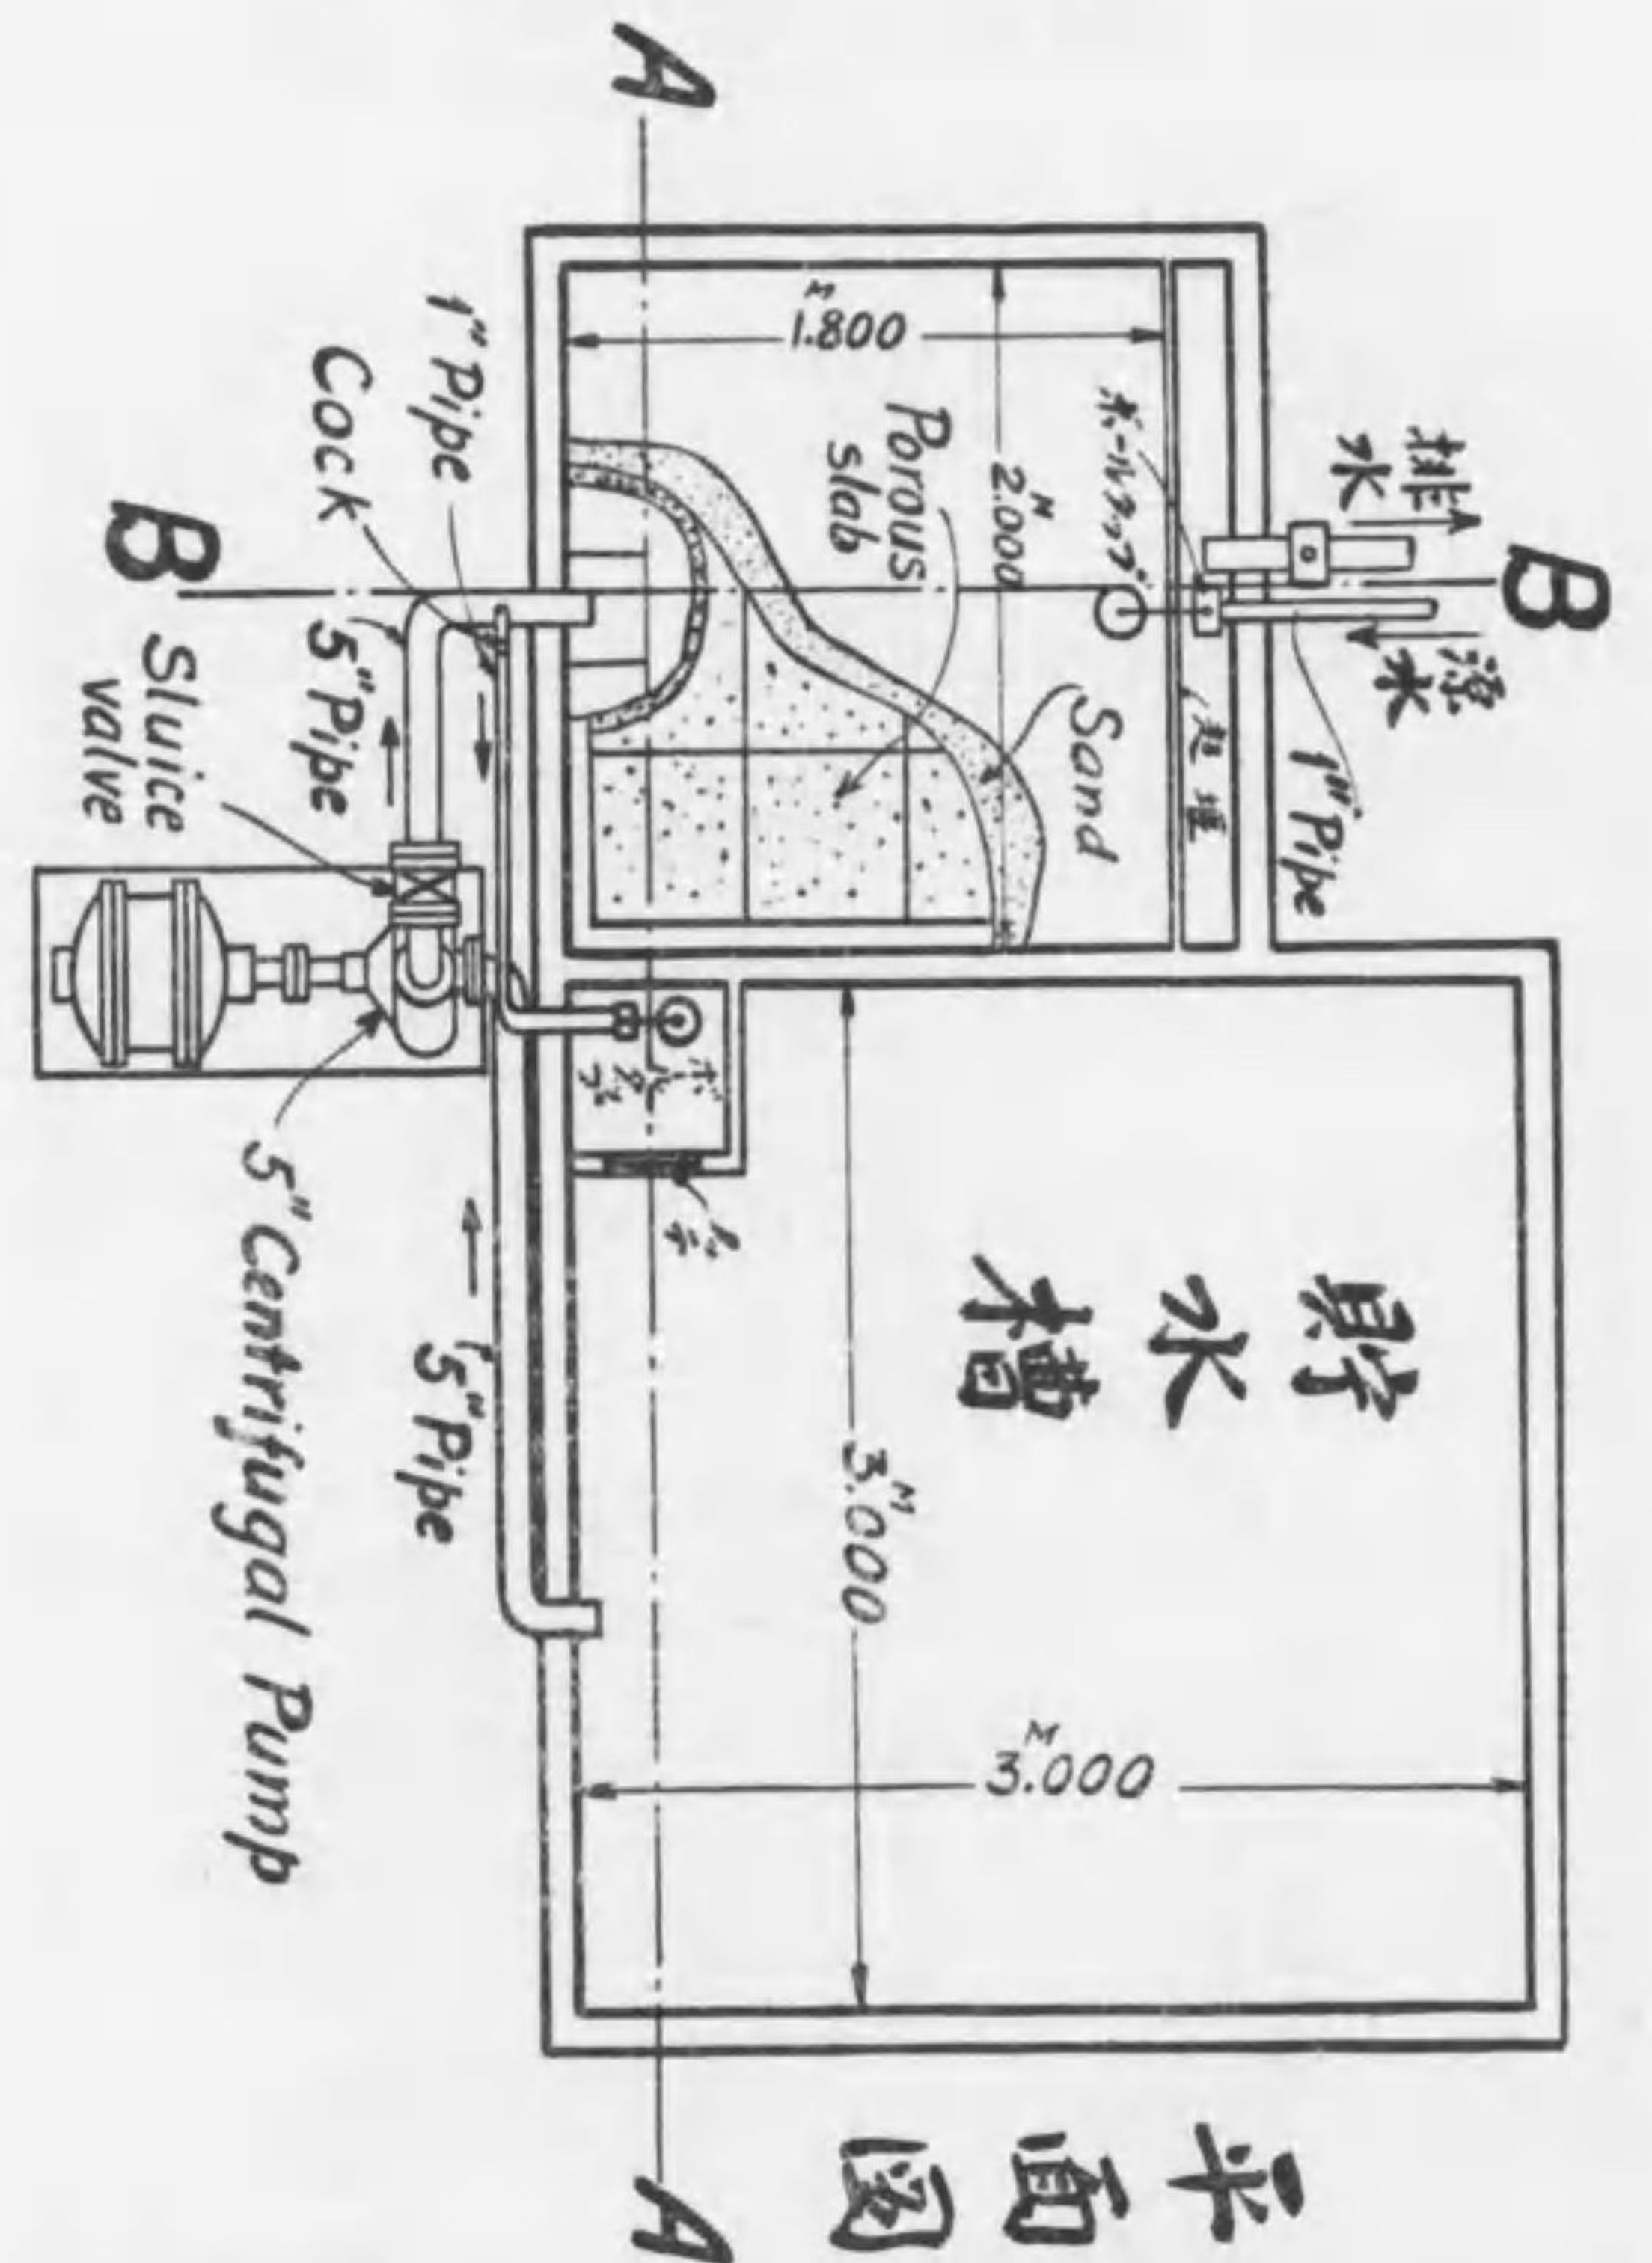 平面圖
A
A
B
B
排水
源水
1"Pipe
ボールタップ
M
1.800
M
2.000
Porous
slab
Sand
1" Pipe
Cock
5"Pipe
Sluice
valve
5"Centrifugal Pump
5"Pipe
貯水槽
M
3.000
M
3.000